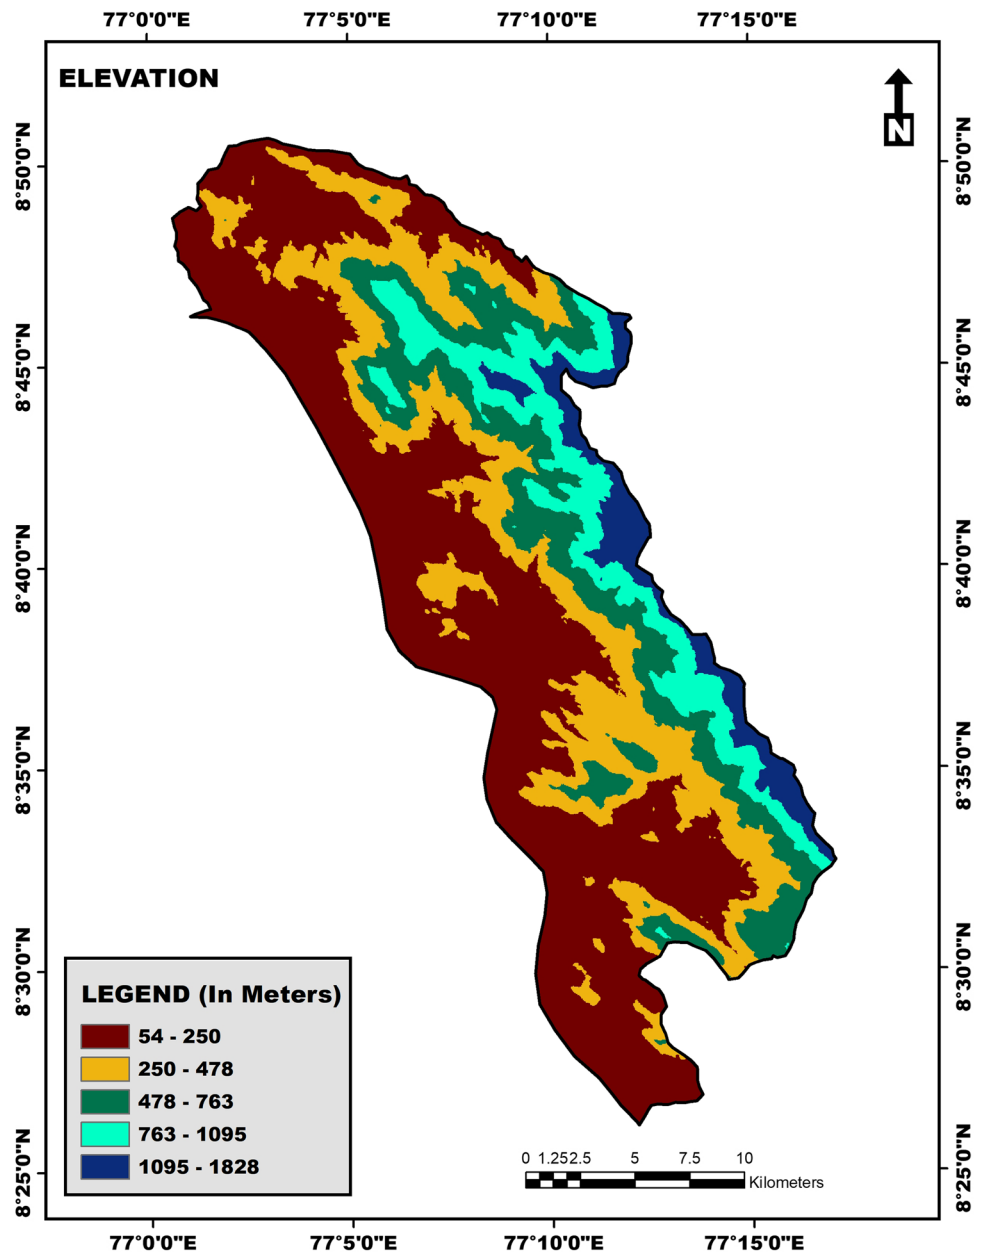 77°0'0"E 77°5'0"E 77°10'0"E 77°15'0"E
ELEVATION
N
8°50'0"N 8°50'0"N
8°45'0"N 8°45'0"N
8°40'0"N 8°40'0"N
8°35'0"N 8°35'0"N
8°30'0"N 8°30'0"N
8°25'0"N 8°25'0"N
LEGEND (In Meters)
54 - 250
250 - 478
478 - 763
763 - 1095
1095 - 1828
0 1.252.5 5 7.5 10
Kilometers
77°0'0"E 77°5'0"E 77°10'0"E 77°15'0"E